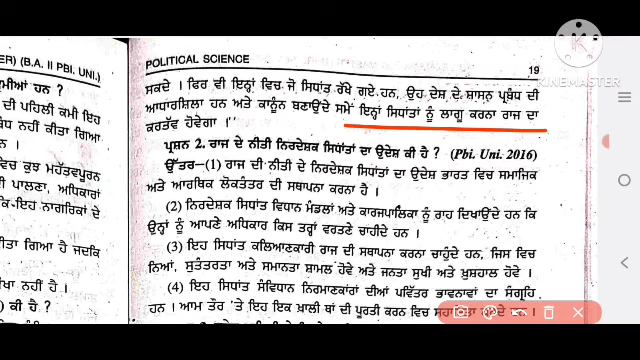 ER) (B.A. II PBI. UNI.)
ਮੀਆਂ ਹਨ ?
ਦੀ ਪਹਿਲੀ ਕਮੀ ਇਹ
ਬੰਧ ਨਹੀਂ ਕੀਤਾ ਗਿਆ
ਵਿਚ ਕੁਝ ਮਹੱਤਵਪੂਰਨ
ਦੀ ਪਾਲਣਾ, ਅਧਿਕਾਰਾਂ
ਕਿ ਇਹ ਨਾਗਰਿਕਾਂ ਦੇ
ਕੀਤਾ ਗਿਆ ਹੈ ਜਦਕਿ
ਖਾ ਨਹੀਂ ਹੈ।
) ਕੀ ਹੈ ?
POLITICAL SCIENCE 19
ਸਕਦੇ । ਫਿਰ ਵੀ ਇਨ੍ਹਾਂ ਵਿਚ ਜੋ ਸਿਧਾਂਤ ਰੱਖੇ ਗਏ ਹਨ, ਉਹ ਦੇਸ਼ ਦੇ ਸ਼ਾਸਨ ਪ੍ਰਬੰਧ ਦੀ
ਆਧਾਰਸ਼ਿਲਾ ਹਨ ਅਤੇ ਕਾਨੂੰਨ ਬਣਾਉਂਦੇ ਸਮੇਂ ਇਨ੍ਹਾਂ ਸਿਧਾਂਤਾਂ ਨੂੰ ਲਾਗੂ ਕਰਨਾ ਰਾਜ ਦਾ
ਕਰਤੱਵ ਹੋਵੇਗਾ ।''
ਪ੍ਰਸ਼ਨ 2. ਰਾਜ ਦੇ ਨੀਤੀ ਨਿਰਦੇਸ਼ਕ ਸਿਧਾਂਤਾਂ ਦਾ ਉਦੇਸ਼ ਕੀ ਹੈ ? (Pbi. Uni. 2016)
ਉੱਤਰ—(1) ਰਾਜ ਦੀ ਨੀਤੀ ਦੇ ਨਿਰਦੇਸ਼ਕ ਸਿਧਾਂਤਾਂ ਦਾ ਉਦੇਸ਼ ਭਾਰਤ ਵਿਚ ਸਮਾਜਿਕ
ਅਤੇ ਆਰਥਿਕ ਲੋਕਤੰਤਰ ਦੀ ਸਥਾਪਨਾ ਕਰਨਾ ਹੈ ।
(2) ਨਿਰਦੇਸ਼ਕ ਸਿਧਾਂਤ ਵਿਧਾਨ ਮੰਡਲਾਂ ਅਤੇ ਕਾਰਜਪਾਲਿਕਾ ਨੂੰ ਰਾਹ ਦਿਖਾਉਂਦੇ ਹਨ ਕਿ
ਉਨ੍ਹਾਂ ਨੂੰ ਆਪਣੇ ਅਧਿਕਾਰ ਕਿਸ ਤਰ੍ਹਾਂ ਵਰਤਣੇ ਚਾਹੀਦੇ ਹਨ ।
(3) ਇਹ ਸਿਧਾਂਤ ਕਲਿਆਣਕਾਰੀ ਰਾਜ ਦੀ ਸਥਾਪਨਾ ਕਰਨਾ ਚਾਹੁੰਦੇ ਹਨ, ਜਿਸ ਵਿਚ
ਨਿਆਂ, ਸੁਤੰਤਰਤਾ ਅਤੇ ਸਮਾਨਤਾ ਸ਼ਾਮਲ ਹੋਵੇ ਅਤੇ ਜਨਤਾ ਸੁਖੀ ਅਤੇ ਖੁਸ਼ਹਾਲ ਹੋਵੇ ।
(4) ਇਹ ਸਿਧਾਂਤ ਸੰਵਿਧਾਨ ਨਿਰਮਾਣਕਾਰਾਂ ਦੀਆਂ ਪਵਿੱਤਰ ਭਾਵਨਾਵਾਂ ਦਾ ਸੰਗ੍ਰਹਿ
ਹਨ । ਆਮ ਤੌਰ 'ਤੇ ਇਹ ਇਕ ਖ਼ਾਲੀ ਥਾਂ ਦੀ ਪੂਰਤੀ ਕਰਨ ਵਿਚ ਹਨ ।
K
KINEMASTER